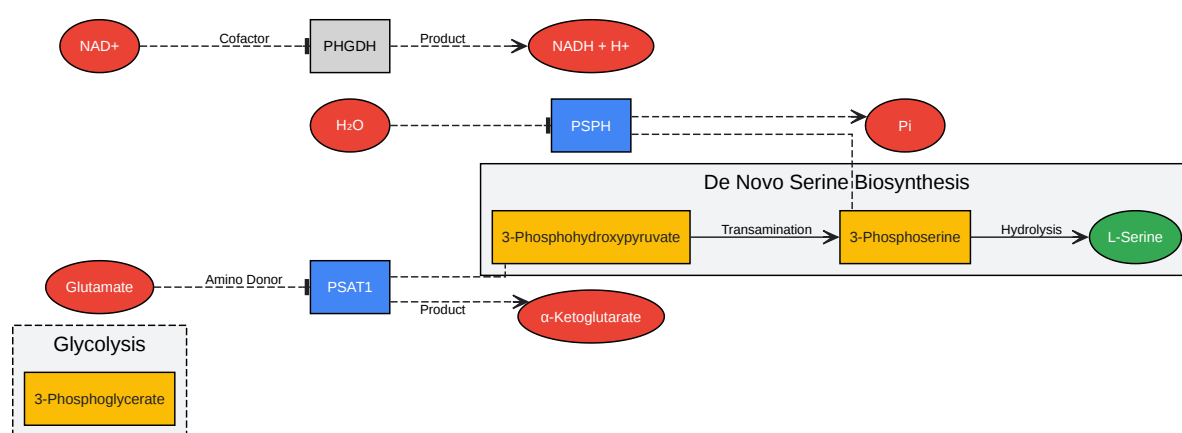 NAD+
Cofactor
PHGDH
Product
NADH + H+
H₂O
PSPH
Pi
De Novo Serine Biosynthesis
3-Phosphohydroxypyruvate
Transamination
3-Phosphoserine
Hydrolysis
L-Serine
Glutamate
Amino Donor
PSAT1
Product
α-Ketoglutarate
Glycolysis
3-Phosphoglycerate